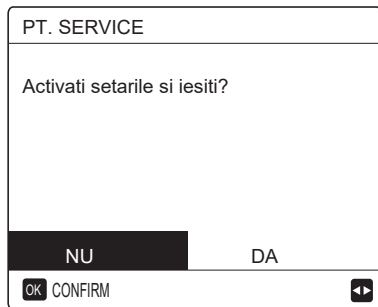 PT. SERVICE
Activati setarile si iesiti?
NU DA
OK CONFIRM